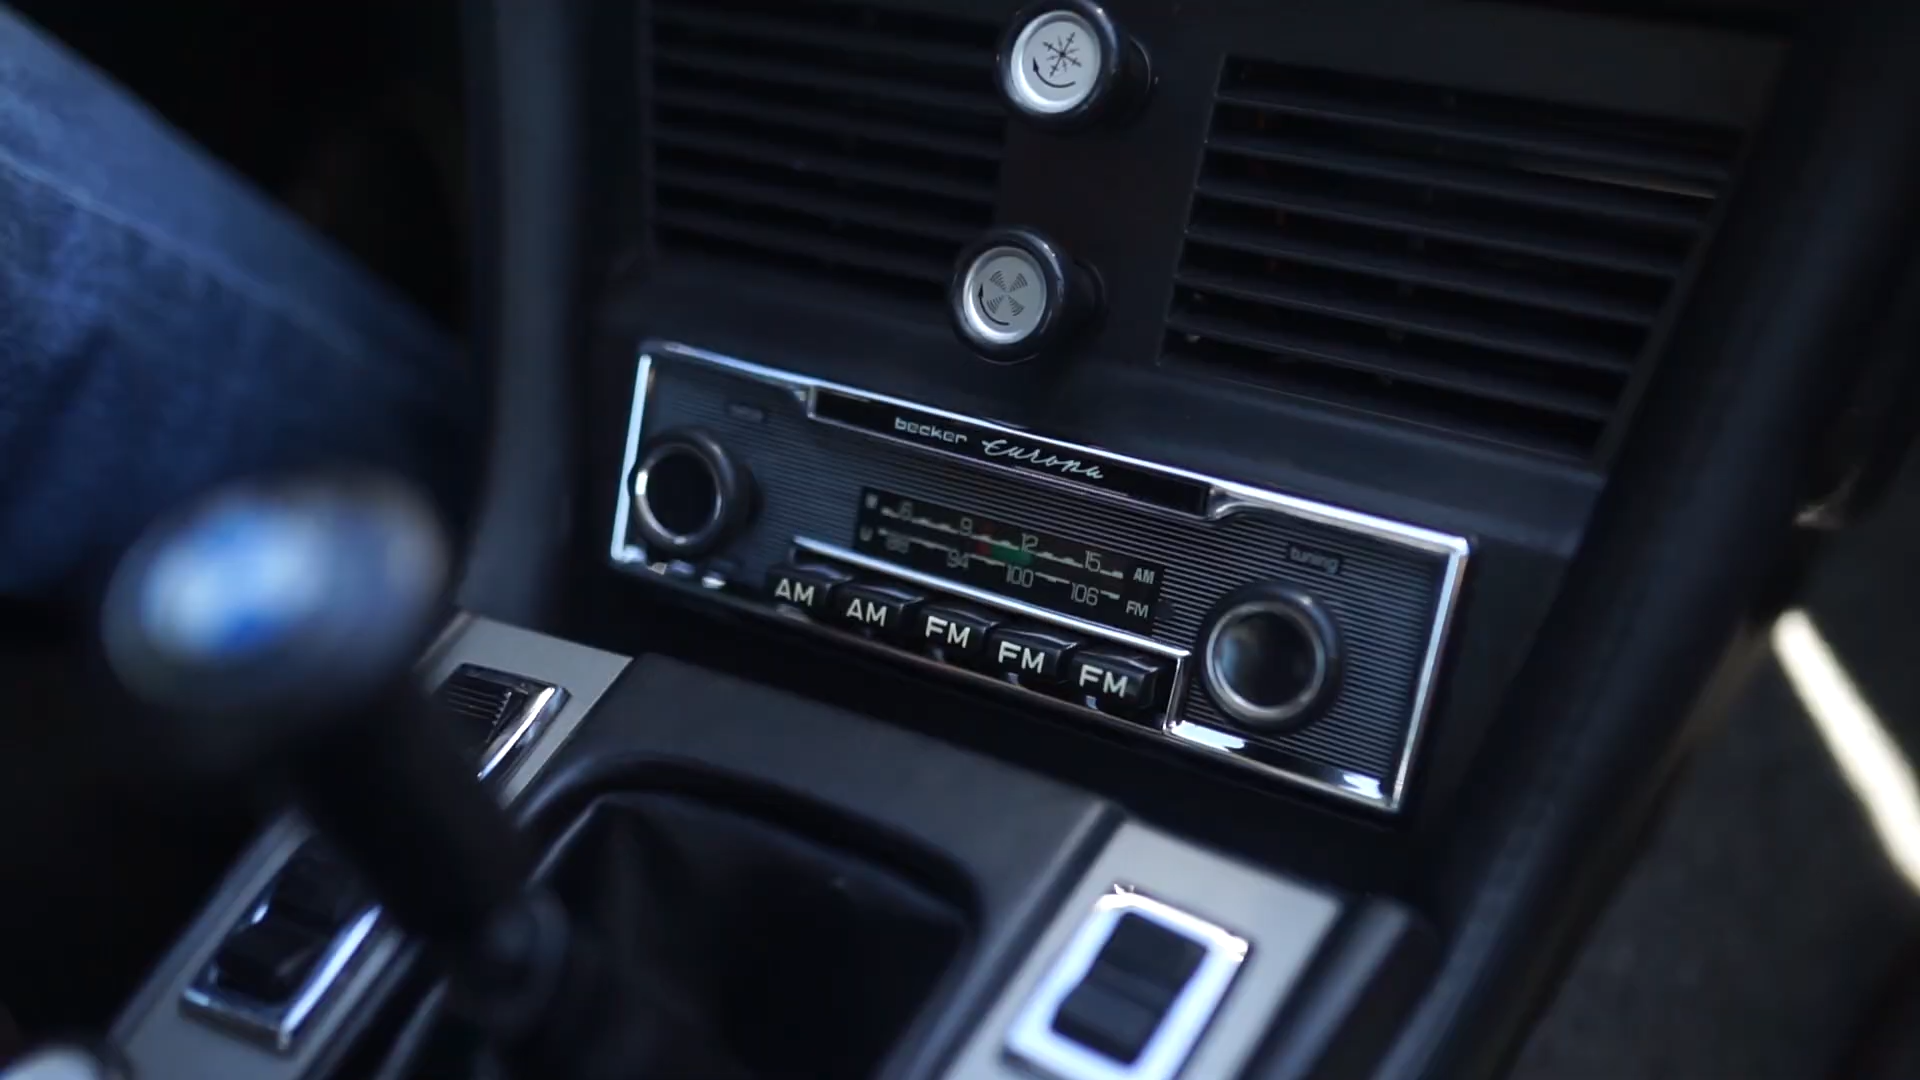 becker Europa
6 9 12 15 AM
88 94 100 106 FM
tuning
AM AM FM FM FM